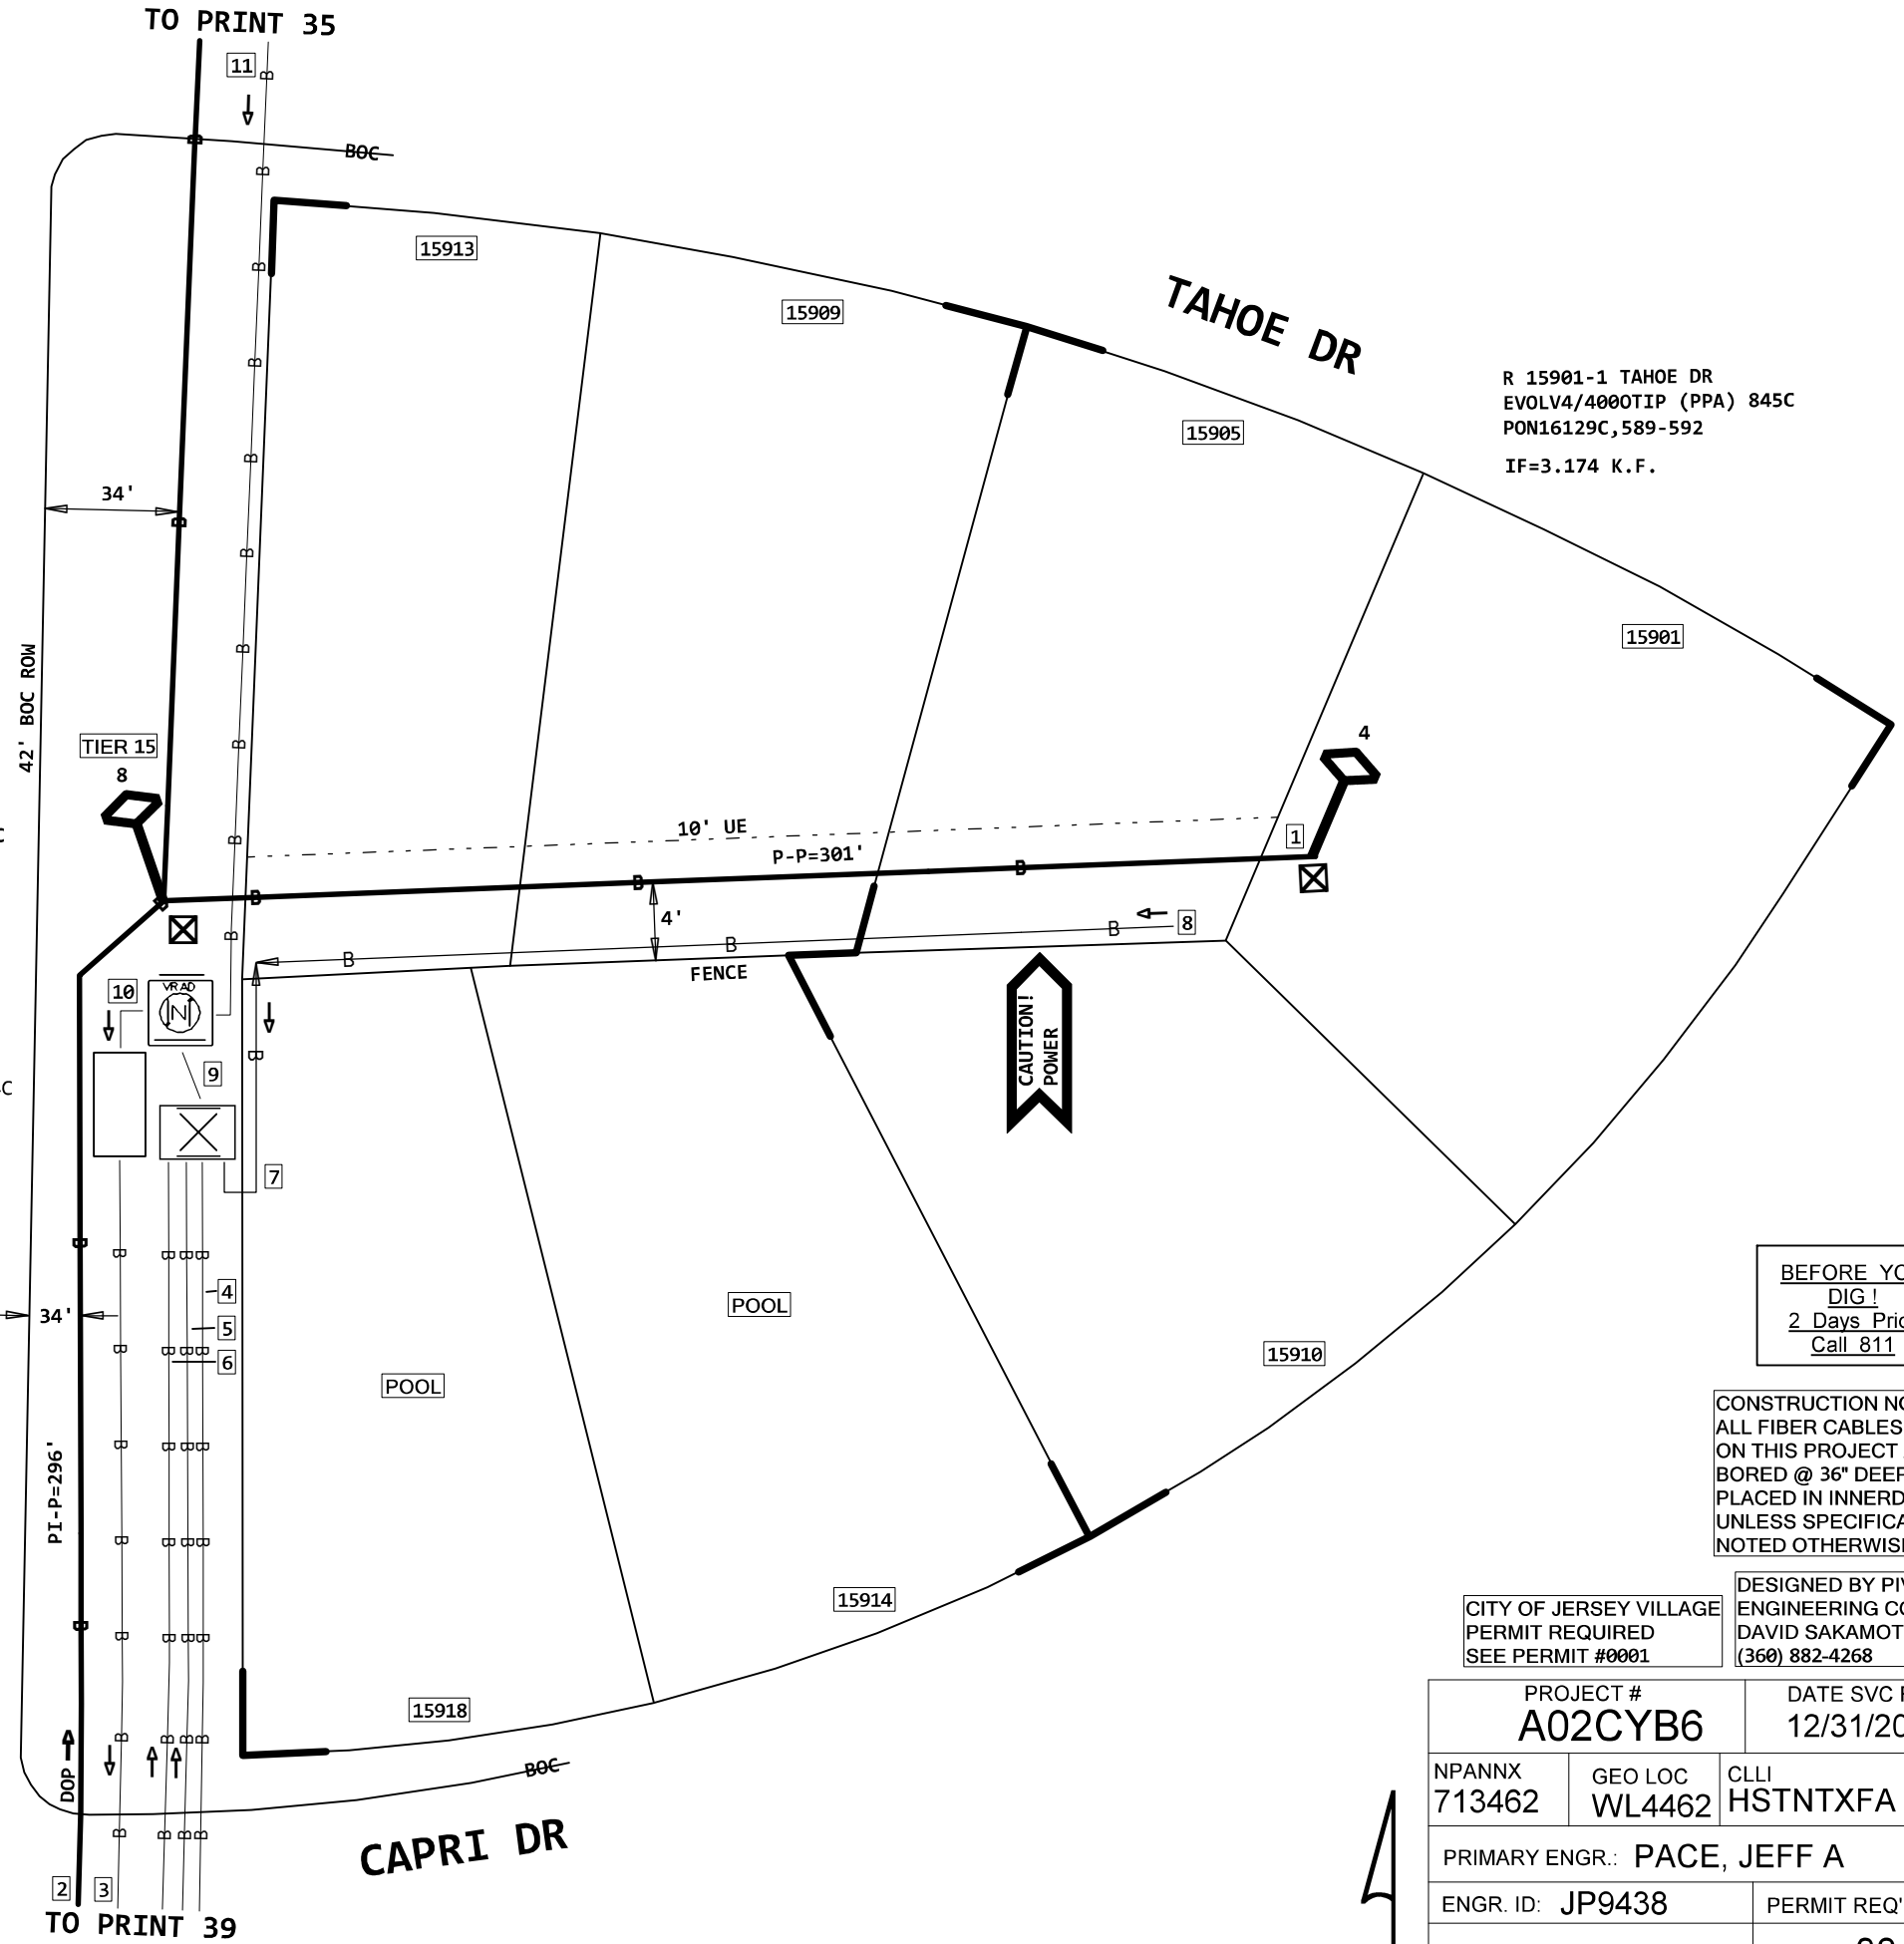 TO PRINT 35
11
B
B
BOC
B
15913
B
15909
TAHOE DR
R 15901-1 TAHOE DR
EVOLV4/400OTIP (PPA) 845C
PON16129C,589-592
IF=3.174 K.F.
B
15905
B
34'
B
B
15901
B
42' BOC ROW
TIER 15
8
B
4
10' UE
B
1
P-P=301'
B
B
B
4'
8
B
B
B
B
FENCE
10
VRAD
N
CAUTION!
POWER
B
9
7
B
B B B B
4
34'
5
6
B B B B
POOL
15910
POOL
BEFORE YO
DIG !
2 Days Pri
Call 811
CONSTRUCTION NO
ALL FIBER CABLES
ON THIS PROJECT
BORED @ 36" DEEP
PLACED IN INNERD
UNLESS SPECIFICA
NOTED OTHERWIS
B B B B
PI-P=296'
B B B B
15914
B
B B B B
CITY OF JERSEY VILLAGE
PERMIT REQUIRED
SEE PERMIT #0001
DESIGNED BY PI
ENGINEERING CO
DAVID SAKAMOT
(360) 882-4268
15918
B B B B
DOP
BOC
CAPRI DR
B B B B
2
3
TO PRINT 39
PROJECT #
A02CYB6
DATE SVC
12/31/20
NPANNX
713462
GEO LOC
WL4462
CLLI
HSTNTXFA
PRIMARY ENGR.: PACE, JEFF A
ENGR. ID: JP9438
PERMIT REQ'